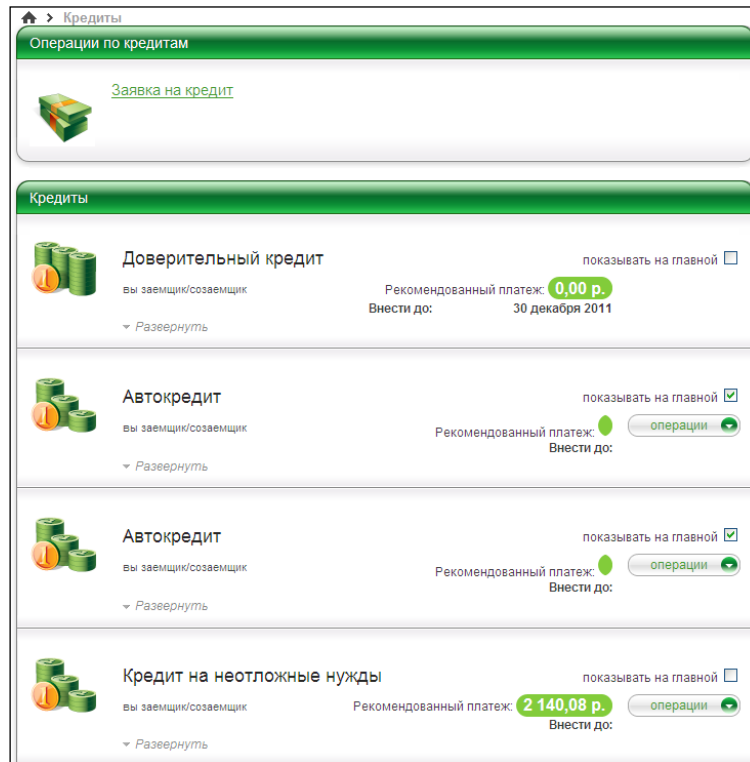 Кредиты
Операции по кредитам
Заявка на кредит
Кредиты
Доверительный кредит
показывать на главной
вы заемщик/созаемщик
Рекомендованный платеж: 0,00 р.
Внести до: 30 декабря 2011
Развернуть
Автокредит
показывать на главной
вы заемщик/созаемщик
Рекомендованный платеж:
операции
Внести до:
Развернуть
Автокредит
показывать на главной
вы заемщик/созаемщик
Рекомендованный платеж:
операции
Внести до:
Развернуть
Кредит на неотложные нужды
показывать на главной
вы заемщик/созаемщик
Рекомендованный платеж: 2 140,08 р.
операции
Внести до:
Развернуть